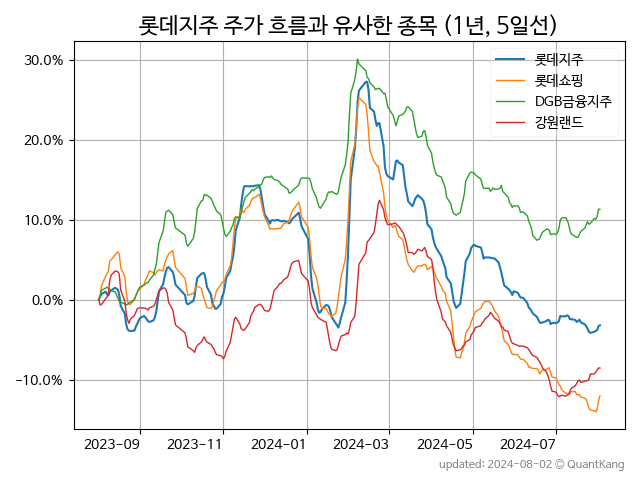 롯데지주 주가 흐름과 유사한 종목 (1년, 5일선)
롯데지주
롯데쇼핑
DGB금융지주
강원랜드
30.0%
20.0%
10.0%
0.0%
−10.0%
2023-09 2023-11 2024-01 2024-03 2024-05 2024-07
updated: 2024-08-02 © QuantKang